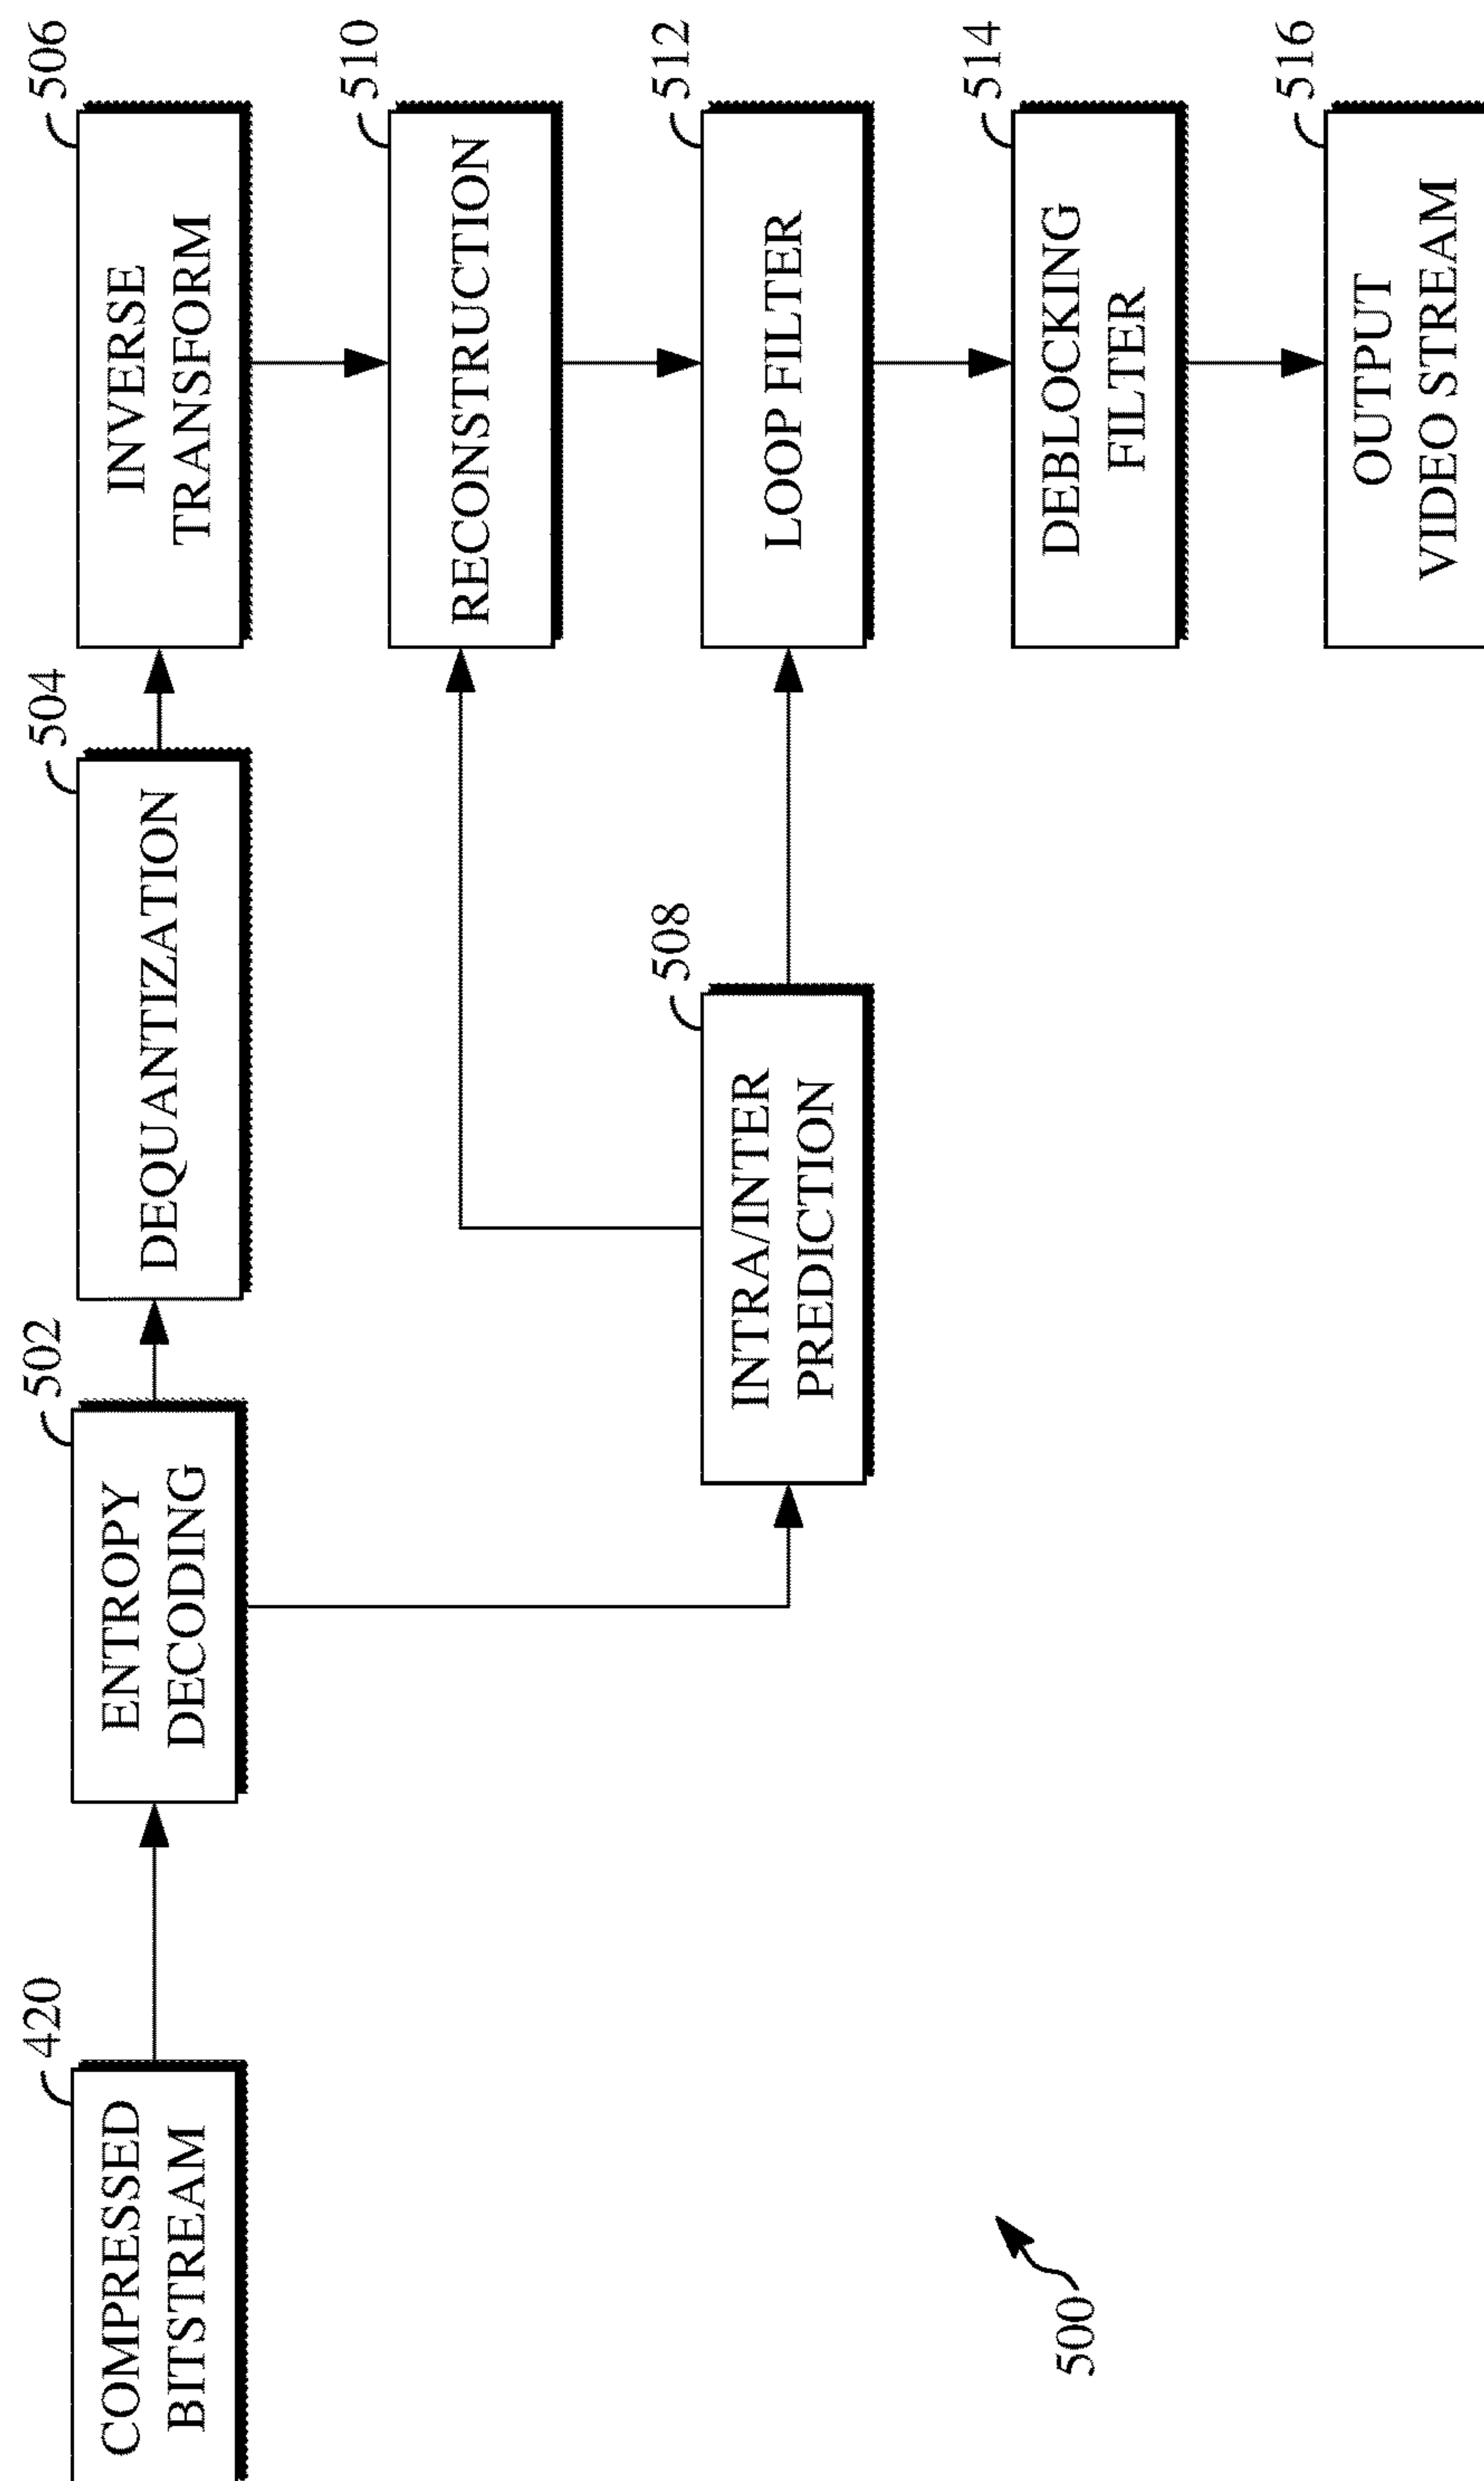 420
COMPRESSED
BITSTREAM
502
ENTROPY
DECODING
504
DEQUANTIZATION
506
INVERSE
TRANSFORM
510
RECONSTRUCTION
508
INTRA/INTER
PREDICTION
512
LOOP FILTER
514
DEBLOCKING
FILTER
516
OUTPUT
VIDEO STREAM
500